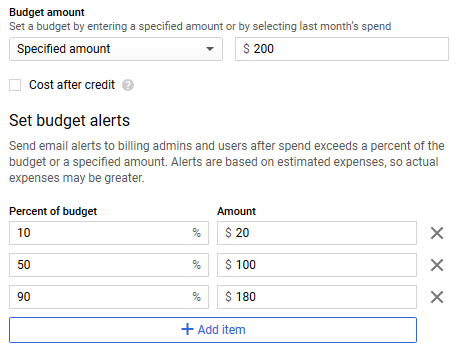 Budget amount
Set a budget by entering a specified amount or by selecting last month's spend
Specified amount $ 200
Cost after credit ?
Set budget alerts
Send email alerts to billing admins and users after spend exceeds a percent of the
budget or a specified amount. Alerts are based on estimated expenses, so actual
expenses may be greater.
Percent of budget Amount
10 % $ 20
50 % $ 100
90 % $ 180
+ Add item